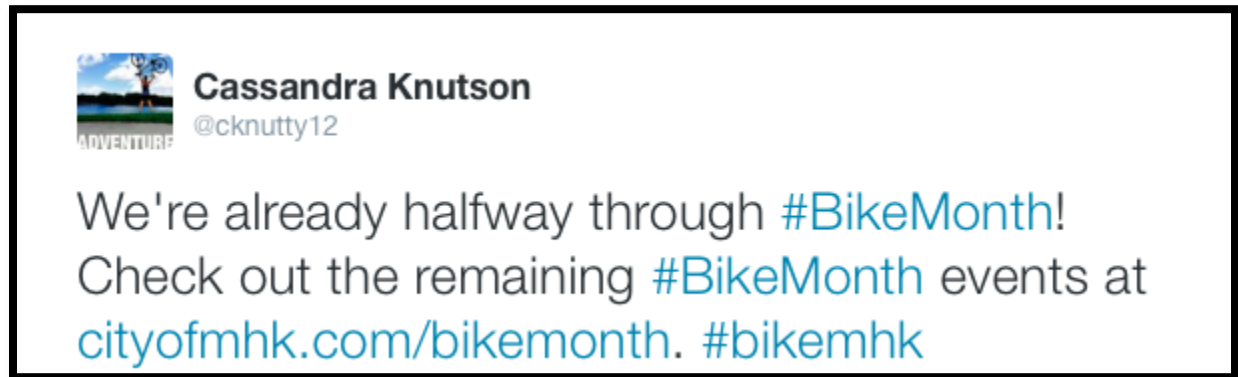 ADVENTURE
Cassandra Knutson
@cknutty12
We're already halfway through #BikeMonth!
Check out the remaining #BikeMonth events at
cityofmhk.com/bikemonth. #bikemhk